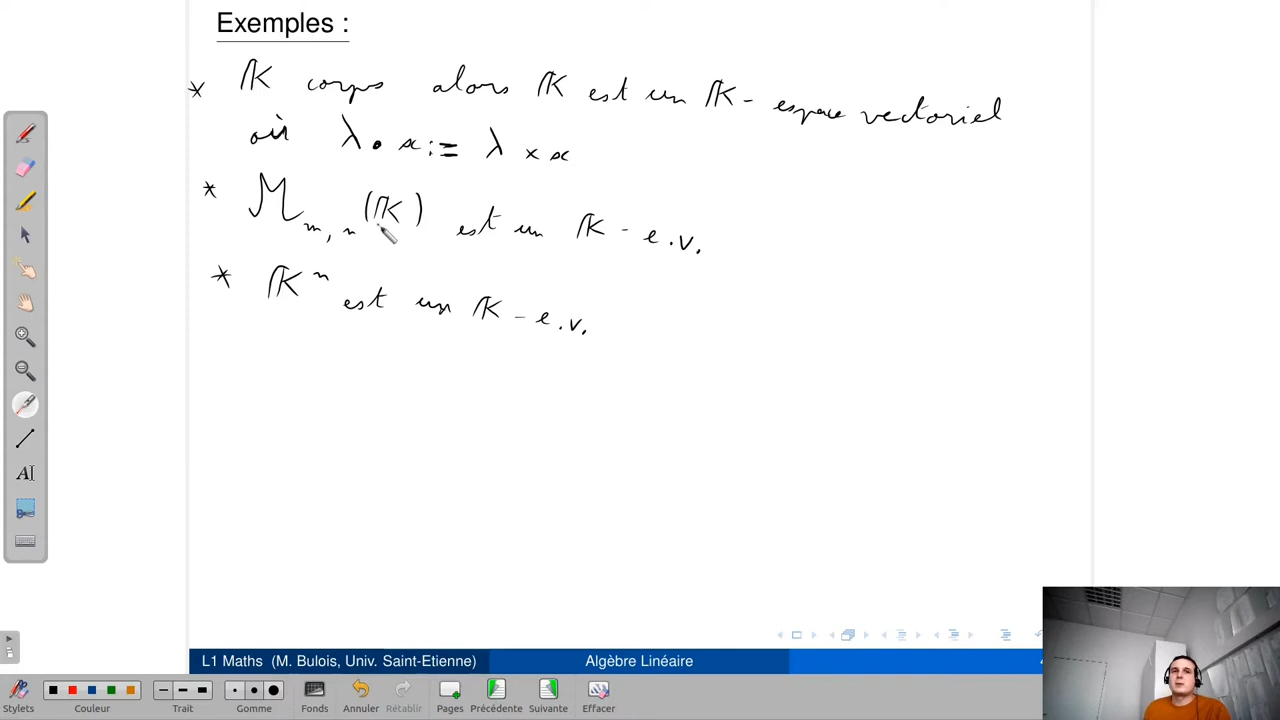 Exemples :
* 𝕂 corps alors 𝕂 est un 𝕂 - espace vectoriel
où λ • x := λ × x
* M_{m,n}(𝕂) est un 𝕂 - e.v.
* 𝕂^n est un 𝕂 - e.v.
AI
L1 Maths (M. Bulois, Univ. Saint-Etienne)
Algèbre Linéaire
Stylets
Couleur
Trait
Gomme
Fonds
Annuler
Rétablir
Pages
Précédente
Suivante
Effacer